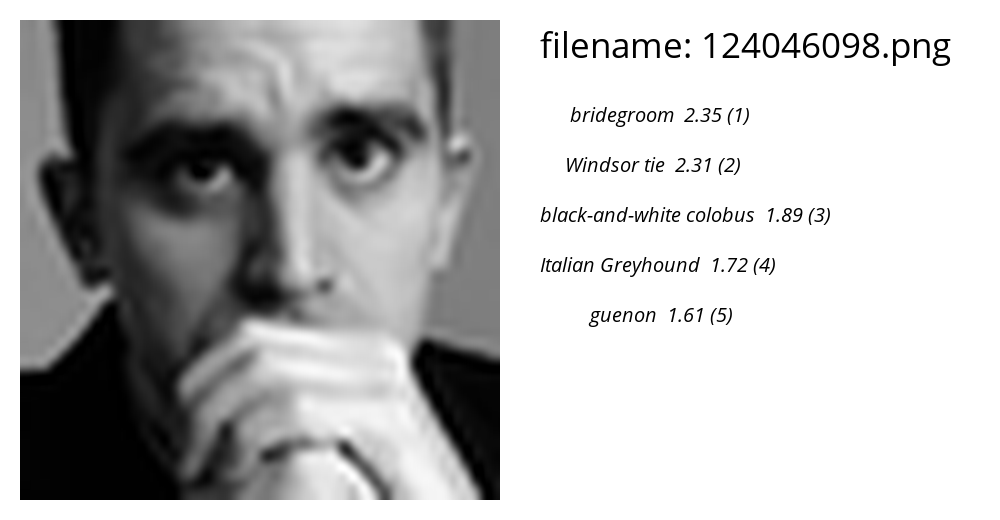 filename: 124046098.png
bridegroom 2.35 (1)
Windsor tie 2.31 (2)
black-and-white colobus 1.89 (3)
Italian Greyhound 1.72 (4)
guenon 1.61 (5)